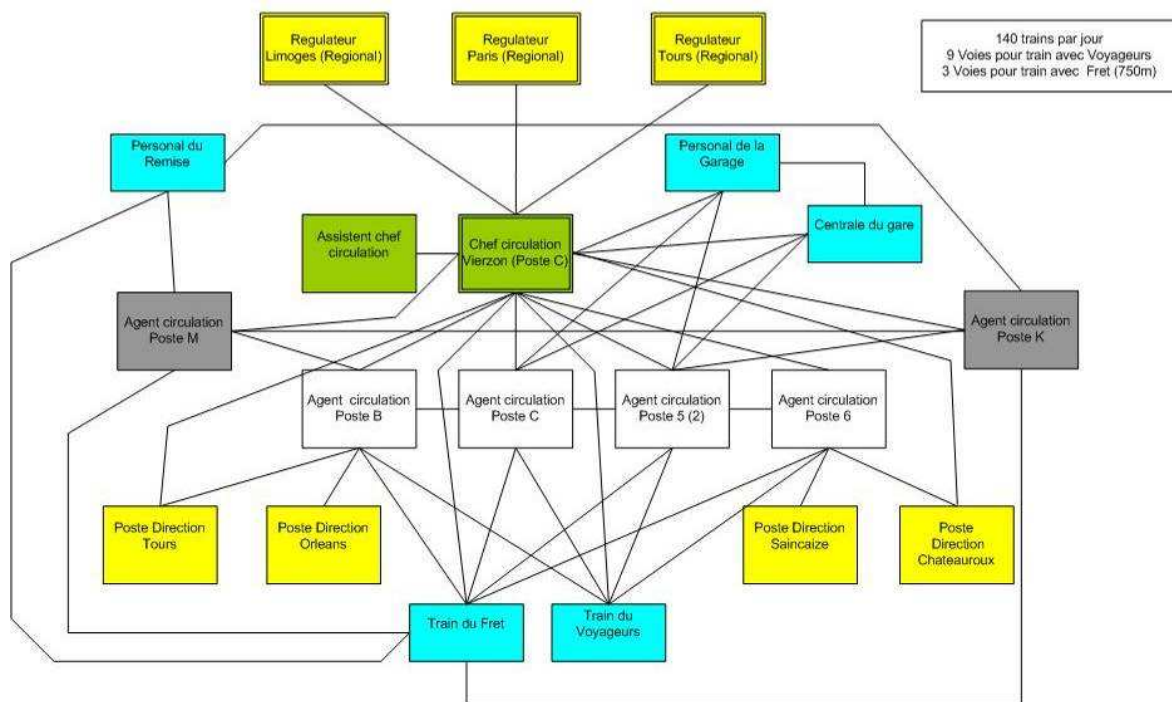 Regulateur
Limoges (Regional)
Regulateur
Paris (Regional)
Regulateur
Tours (Regional)
140 trains par jour
9 Voies pour train avec Voyageurs
3 Voies pour train avec Fret (750m)
Personal du
Remise
Personal de la
Garage
Assistent chef
circulation
Chef circulation
Vierzon (Poste C)
Centrale du gare
Agent circulation
Poste M
Agent circulation
Poste K
Agent circulation
Poste B
Agent circulation
Poste C
Agent circulation
Poste 5 (2)
Agent circulation
Poste 6
Poste Direction
Tours
Poste Direction
Orleans
Poste Direction
Saincaize
Poste
Direction
Chateauroux
Train du Fret
Train du
Voyageurs